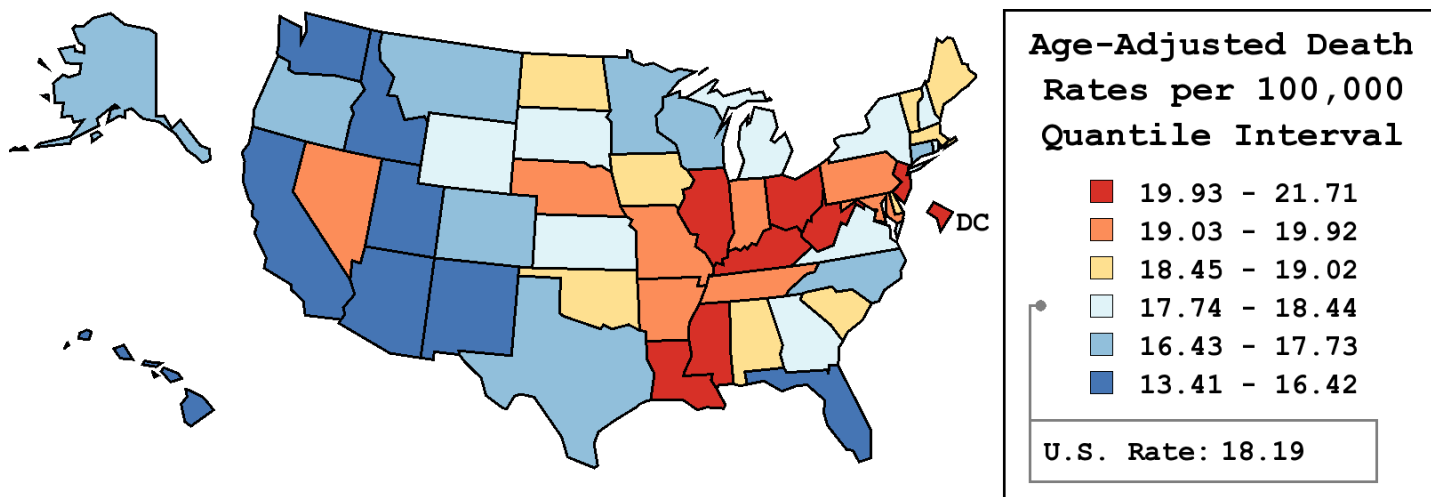 Age-Adjusted Death
Rates per 100,000
Quantile Interval
19.93 - 21.71
19.03 - 19.92
18.45 - 19.02
17.74 - 18.44
16.43 - 17.73
13.41 - 16.42
U.S. Rate: 18.19
DC